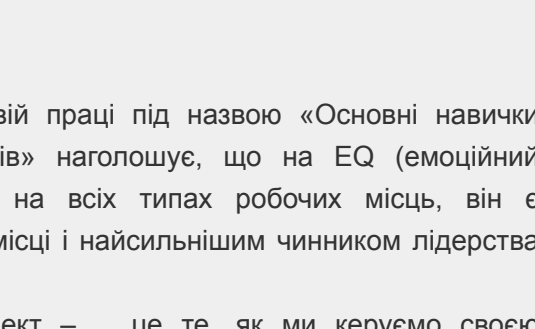 вій праці під назвою «Основні навички
ів» наголошує, що на EQ (емоційний
на всіх типах робочих місць, він є
місці і найсильнішим чинником лідерства
ект – це те, як ми керуємо своєю